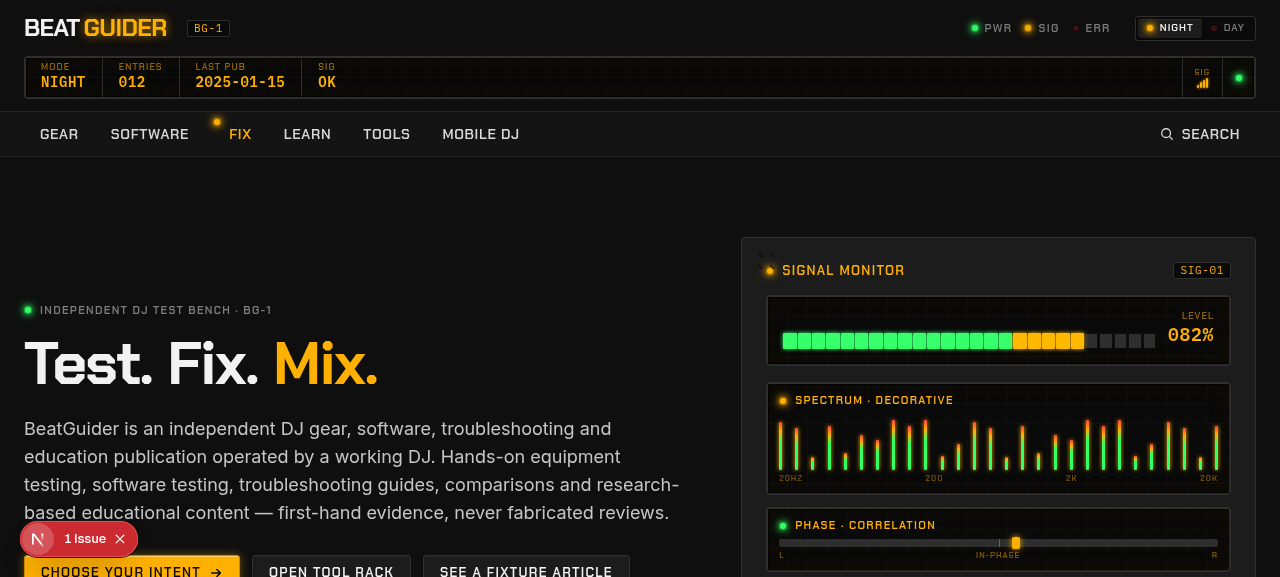 BEAT GUIDER BG-1 PWR SIG ERR NIGHT DAY
MODE ENTRIES LAST PUB SIG SIG
NIGHT 012 2025-01-15 OK
GEAR SOFTWARE FIX LEARN TOOLS MOBILE DJ SEARCH
INDEPENDENT DJ TEST BENCH · BG-1
Test. Fix. Mix.
BeatGuider is an independent DJ gear, software, troubleshooting and
education publication operated by a working DJ. Hands-on equipment
testing, software testing, troubleshooting guides, comparisons and research-
based educational content — first-hand evidence, never fabricated reviews.
N 1 Issue
CHOOSE YOUR INTENT → OPEN TOOL RACK SEE A FIXTURE ARTICLE
SIGNAL MONITOR SIG-01
LEVEL
082%
SPECTRUM · DECORATIVE
20HZ 200 2K 20K
PHASE · CORRELATION
L IN-PHASE R